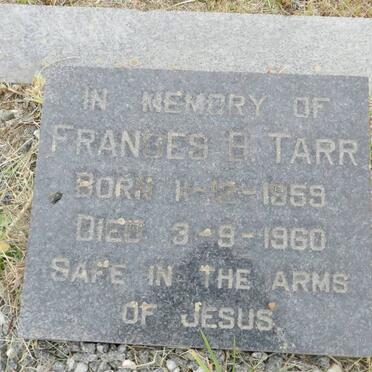 IN MEMORY OF
FRANCES B. TARR
BORN 11-12-1959
DIED 3-9-1960
SAFE IN THE ARMS
OF JESUS